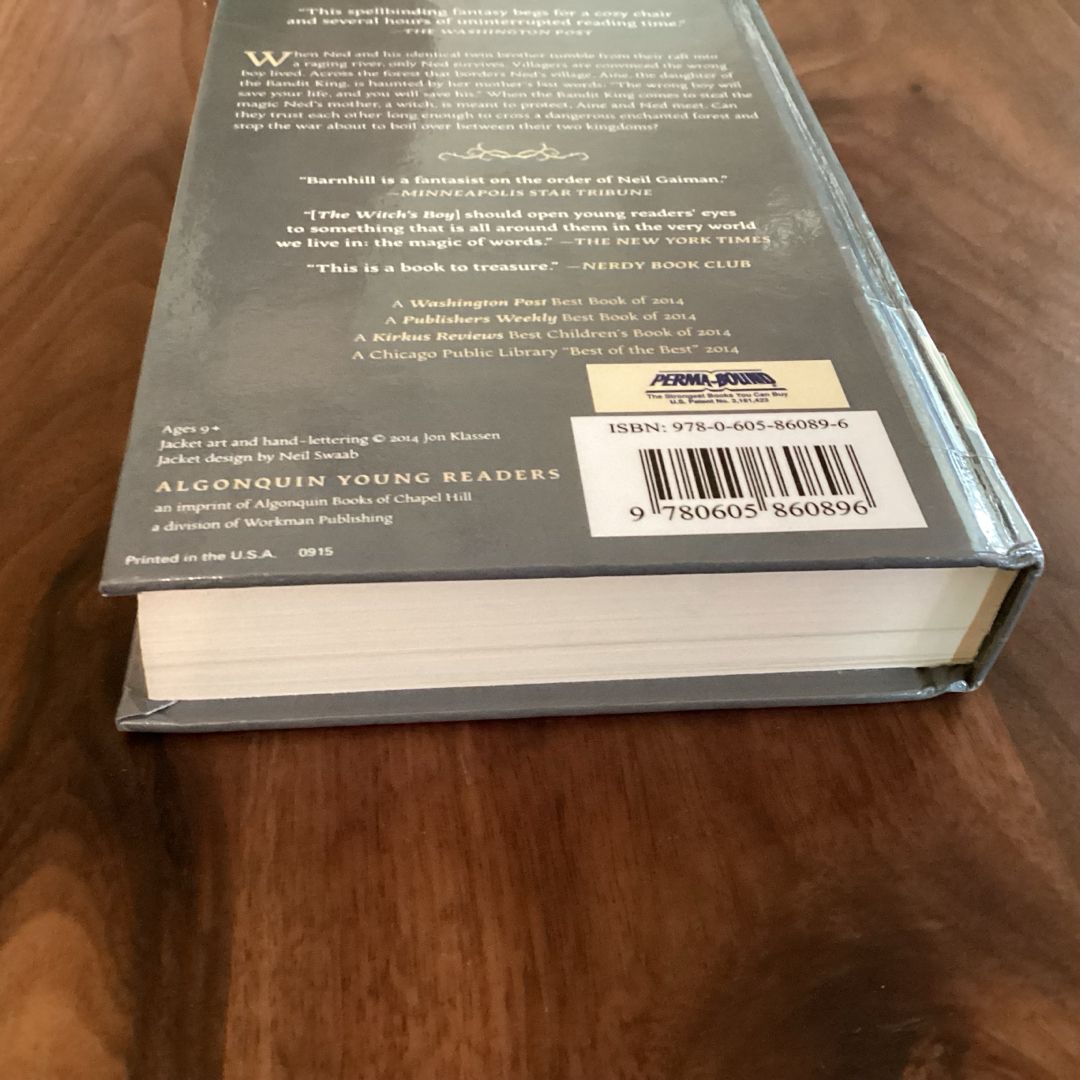 "This spellbinding fantasy begs for a cozy chair
and several hours of uninterrupted reading time."
—THE WASHINGTON POST
When Ned and his identical twin brother tumble from their raft into
a raging river, only Ned survives. Villagers are convinced the wrong
boy lived. Across the forest that borders Ned's village, Áine, the daughter of
the Bandit King, is haunted by her mother's last words: "The wrong boy will
save your life, and you will save his." When the Bandit King comes to steal the
magic Ned's mother, a witch, is meant to protect, Áine and Ned meet. Can
they trust each other long enough to cross a dangerous enchanted forest and
stop the war about to boil over between their two kingdoms?
"Barnhill is a fantasist on the order of Neil Gaiman."
—MINNEAPOLIS STAR TRIBUNE
"[The Witch's Boy] should open young readers' eyes
to something that is all around them in the very world
we live in: the magic of words." —THE NEW YORK TIMES
"This is a book to treasure." —NERDY BOOK CLUB
A Washington Post Best Book of 2014
A Publishers Weekly Best Book of 2014
A Kirkus Reviews Best Children's Book of 2014
A Chicago Public Library "Best of the Best" 2014
PERMA-BOUND
The Strongest Books You Can Buy
U.S. Patent No. 3,181,423
ISBN: 978-0-605-86089-6
9 780605 860896
Ages 9+
Jacket art and hand-lettering © 2014 Jon Klassen
Jacket design by Neil Swaab
ALGONQUIN YOUNG READERS
an imprint of Algonquin Books of Chapel Hill
a division of Workman Publishing
Printed in the U.S.A. 0915